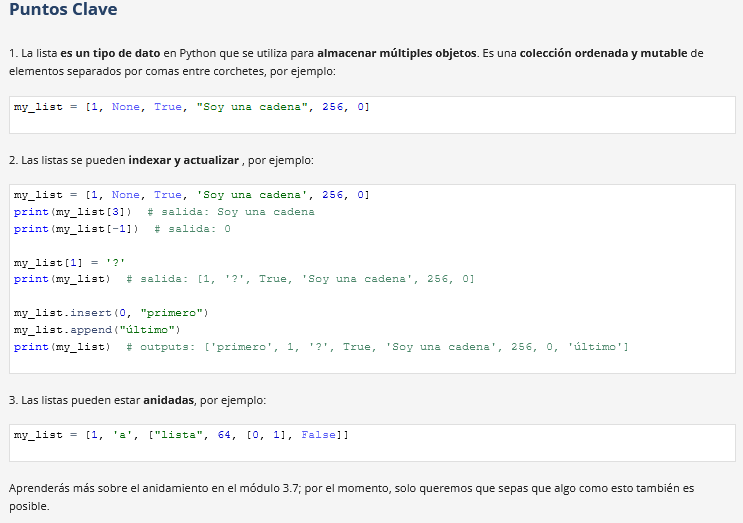 Puntos Clave
1. La lista es un tipo de dato en Python que se utiliza para almacenar múltiples objetos. Es una colección ordenada y mutable de
elementos separados por comas entre corchetes, por ejemplo:
my_list = [1, None, True, "Soy una cadena", 256, 0]
2. Las listas se pueden indexar y actualizar , por ejemplo:
my_list = [1, None, True, 'Soy una cadena', 256, 0]
print(my_list[3])  # salida: Soy una cadena
print(my_list[-1])  # salida: 0
my_list[1] = '?'
print(my_list)  # salida: [1, '?', True, 'Soy una cadena', 256, 0]
my_list.insert(0, "primero")
my_list.append("último")
print(my_list)  # outputs: ['primero', 1, '?', True, 'Soy una cadena', 256, 0, 'último']
3. Las listas pueden estar anidadas, por ejemplo:
my_list = [1, 'a', ["lista", 64, [0, 1], False]]
Aprenderás más sobre el anidamiento en el módulo 3.7; por el momento, solo queremos que sepas que algo como esto también es
posible.